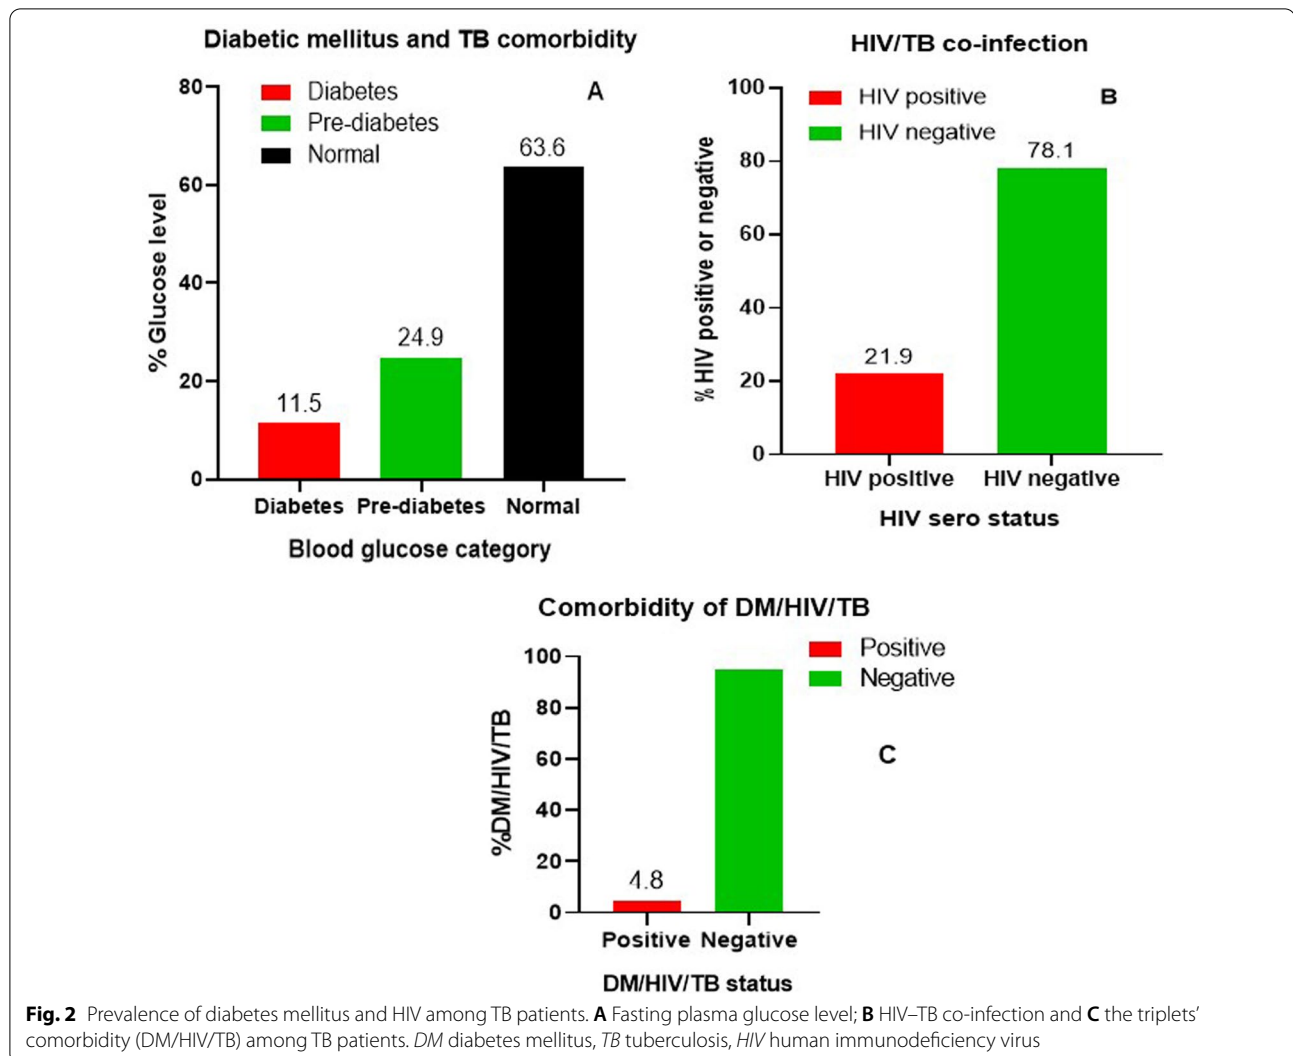 Diabetic mellitus and TB comorbidity
A
Diabetes
Pre-diabetes
Normal
% Glucose level
80
60
40
20
0
11.5
24.9
63.6
Diabetes Pre-diabetes Normal
Blood glucose category
HIV/TB co-infection
B
HIV positive
HIV negative
% HIV positive or negative
100
80
60
40
20
0
21.9
78.1
HIV positive HIV negative
HIV sero status
Comorbidity of DM/HIV/TB
Positive
Negative
C
%DM/HIV/TB
100
80
60
40
20
0
4.8
Positive Negative
DM/HIV/TB status
Fig. 2 Prevalence of diabetes mellitus and HIV among TB patients. A Fasting plasma glucose level; B HIV–TB co-infection and C the triplets’
comorbidity (DM/HIV/TB) among TB patients. DM diabetes mellitus, TB tuberculosis, HIV human immunodeficiency virus